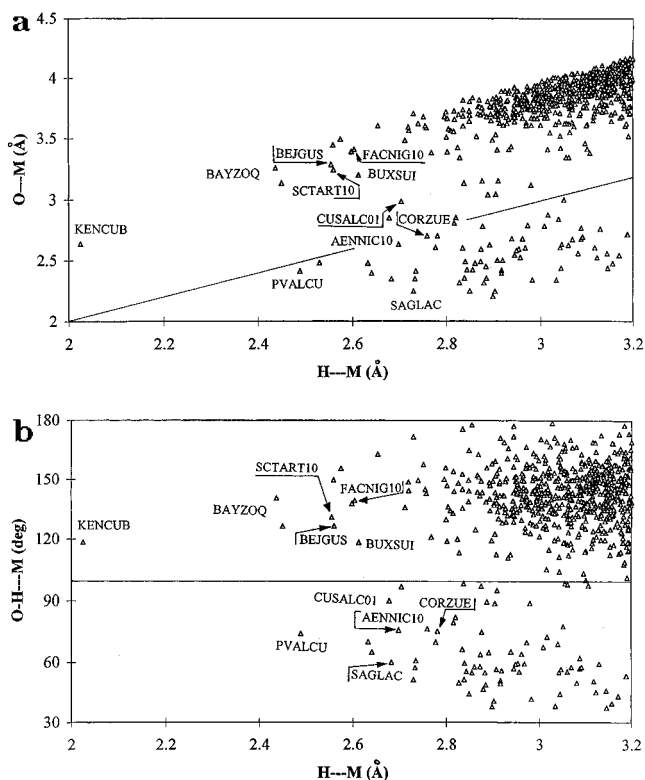 a
O---M (Å)
4
3.5
3
2.5
2
BEJGUS
FACNIG10
BAYZOQ
BUXSUI
SCTART10
KENCUB
CUSALC01
CORZUE
AENNIC10
PVALCU
SAGLAC
2 2.2 2.4 2.6 2.8 3 3.2
H---M (Å)
b
O-H---M (deg)
180
150
120
90
60
30
SCTART10
FACNIG10
BAYZOQ
KENCUB
BEJGUS
BUXSUI
CUSALC01
AENNIC10
CORZUE
PVALCU
SAGLAC
2 2.2 2.4 2.6 2.8 3 3.2
H---M (Å)